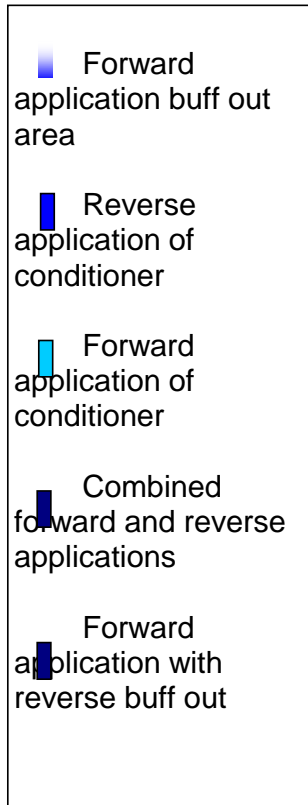 Forward
application buff out
area
Reverse
application of
conditioner
Forward
application of
conditioner
Combined
forward and reverse
applications
Forward
application with
reverse buff out